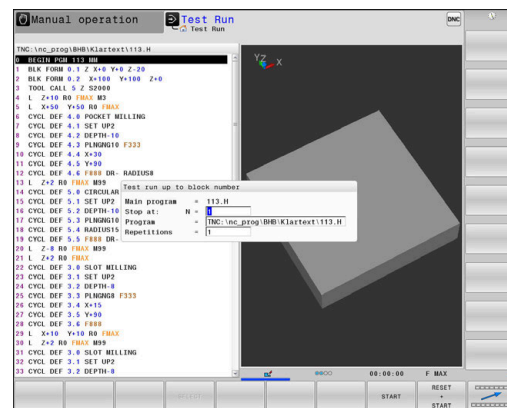 Manual operation
Test Run
Test Run
DNC
TNC:\nc_prog\BHB\Klartext\113.H
0 BEGIN PGM 113 MM
1 BLK FORM 0.1 Z X+0 Y+0 Z-20
2 BLK FORM 0.2 X+100 Y+100 Z+0
3 TOOL CALL 5 Z S2000
4 L Z+10 R0 FMAX M3
5 L X+50 Y+50 R0 FMAX
6 CYCL DEF 4.0 POCKET MILLING
7 CYCL DEF 4.1 SET UP2
8 CYCL DEF 4.2 DEPTH-10
9 CYCL DEF 4.3 PLNGNG10 F333
10 CYCL DEF 4.4 X+30
11 CYCL DEF 4.5 Y+90
12 CYCL DEF 4.6 F888 DR- RADIUS8
13 L Z+2 R0 FMAX M99
14 CYCL DEF 5.0 CIRCULAR
15 CYCL DEF 5.1 SET UP2
16 CYCL DEF 5.2 DEPTH-10
17 CYCL DEF 5.3 PLNGNG10
18 CYCL DEF 5.4 RADIUS15
19 CYCL DEF 5.5 F888 DR-
20 L Z-8 R0 FMAX M99
21 L Z+2 R0 FMAX
22 CYCL DEF 3.0 SLOT MILLING
23 CYCL DEF 3.1 SET UP2
24 CYCL DEF 3.2 DEPTH-8
25 CYCL DEF 3.3 PLNGNG8 F333
26 CYCL DEF 3.4 X+15
27 CYCL DEF 3.5 Y+90
28 CYCL DEF 3.6 F888
29 L X+10 Y+10 R0 FMAX
30 L Z+2 R0 FMAX M99
31 CYCL DEF 3.0 SLOT MILLING
32 CYCL DEF 3.1 SET UP2
33 CYCL DEF 3.2 DEPTH-8
Y Z X
Test run up to block number
Main program = 113.H
Stop at: N = 1
Program = TNC:\nc_prog\BHB\Klartext\113.H
Repetitions = 1
00:00:00 F MAX
START
RESET
+
START